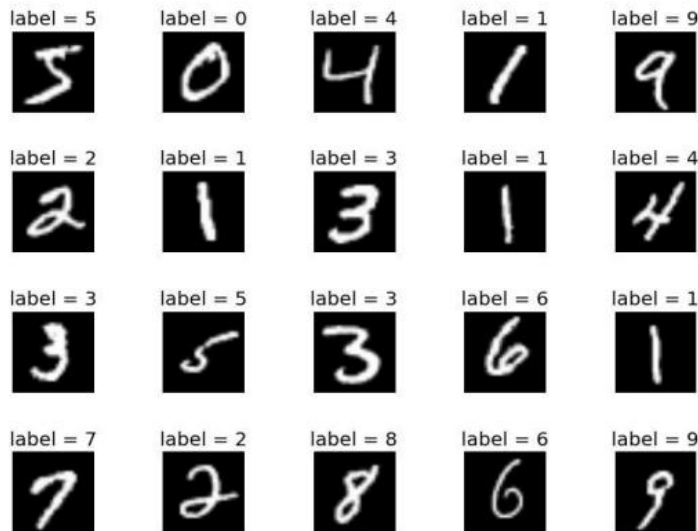 label = 5 label = 0 label = 4 label = 1 label = 9
5 0 4 1 9
label = 2 label = 1 label = 3 label = 1 label = 4
2 1 3 1 4
label = 3 label = 5 label = 3 label = 6 label = 1
3 5 3 6 1
label = 7 label = 2 label = 8 label = 6 label = 9
7 2 8 6 9